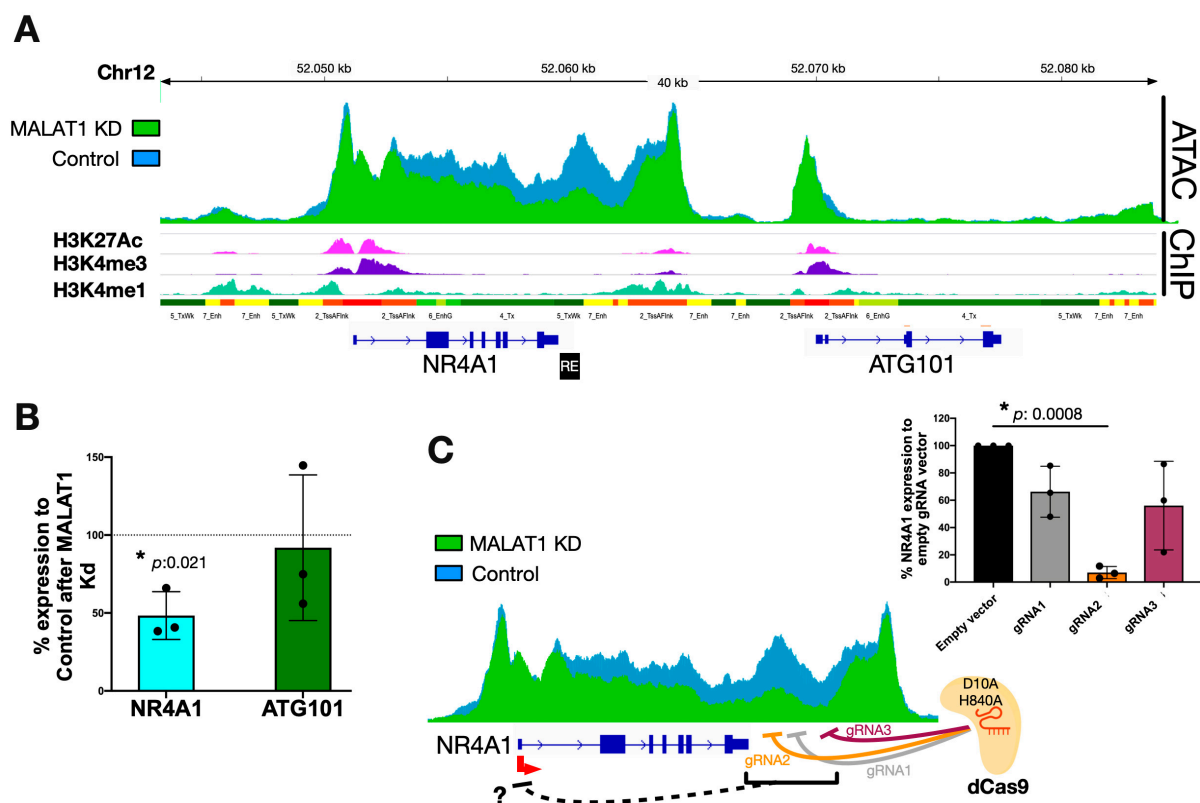 A
Chr12
52.050 kb
52.060 kb
40 kb
52.070 kb
52.080 kb
MALAT1 KD
Control
ATAC
H3K27Ac
H3K4me3
H3K4me1
ChIP
5_TxWk 7_Enh 7_Enh 5_TxWk 2_TssAFlnk 2_TssAFlnk 6_EnhG 4_Tx 5_TxWk 7_Enh 2_TssAFlnk 7_Enh 7_Enh 2_TssAFlnk 2_TssAFlnk 6_EnhG 4_Tx 5_TxWk 7_Enh 7_Enh
NR4A1
RE
ATG101
B
% expression to
Control after MALAT1
Kd
150
100
50
0
* p:0.021
NR4A1
ATG101
C
MALAT1 KD
Control
% NR4A1 expression to
empty gRNA vector
120
100
80
60
40
20
0
* p: 0.0008
Empty vector
gRNA1
gRNA2
gRNA3
D10A
H840A
NR4A1
gRNA3
gRNA2
gRNA1
dCas9
?